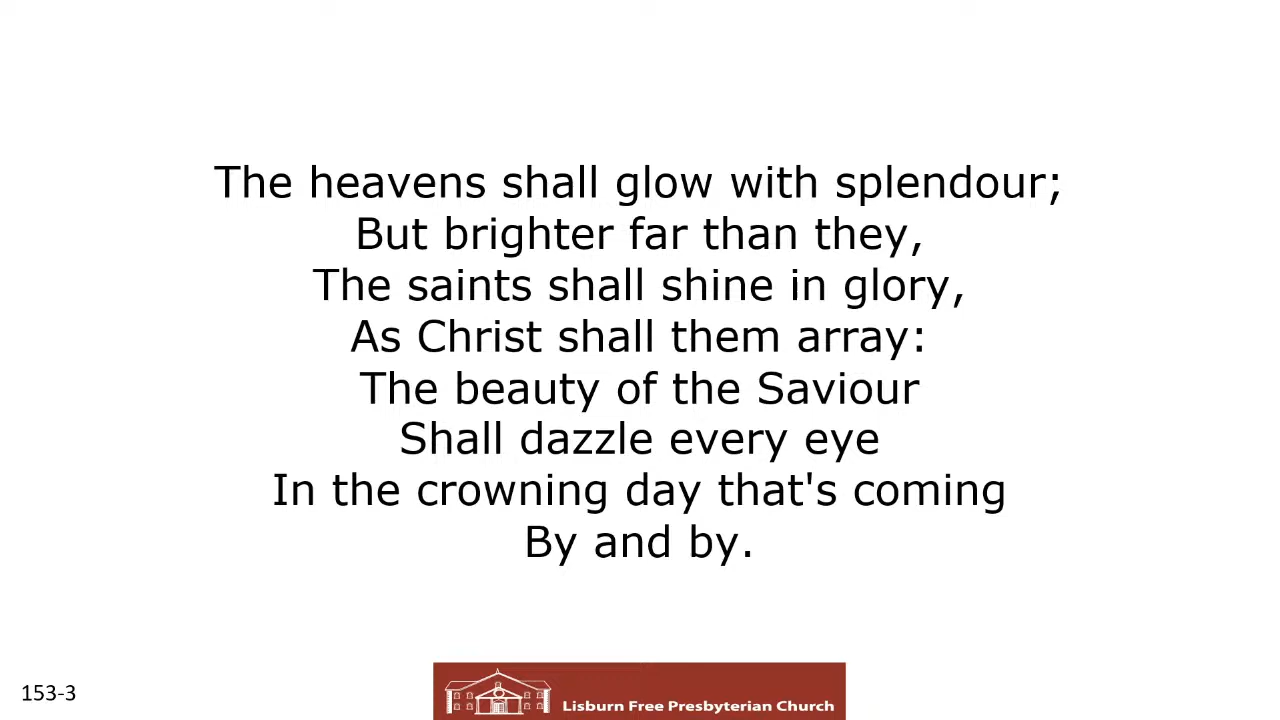 The heavens shall glow with splendour;
But brighter far than they,
The saints shall shine in glory,
As Christ shall them array:
The beauty of the Saviour
Shall dazzle every eye
In the crowning day that's coming
By and by.
153-3
Lisburn Free Presbyterian Church